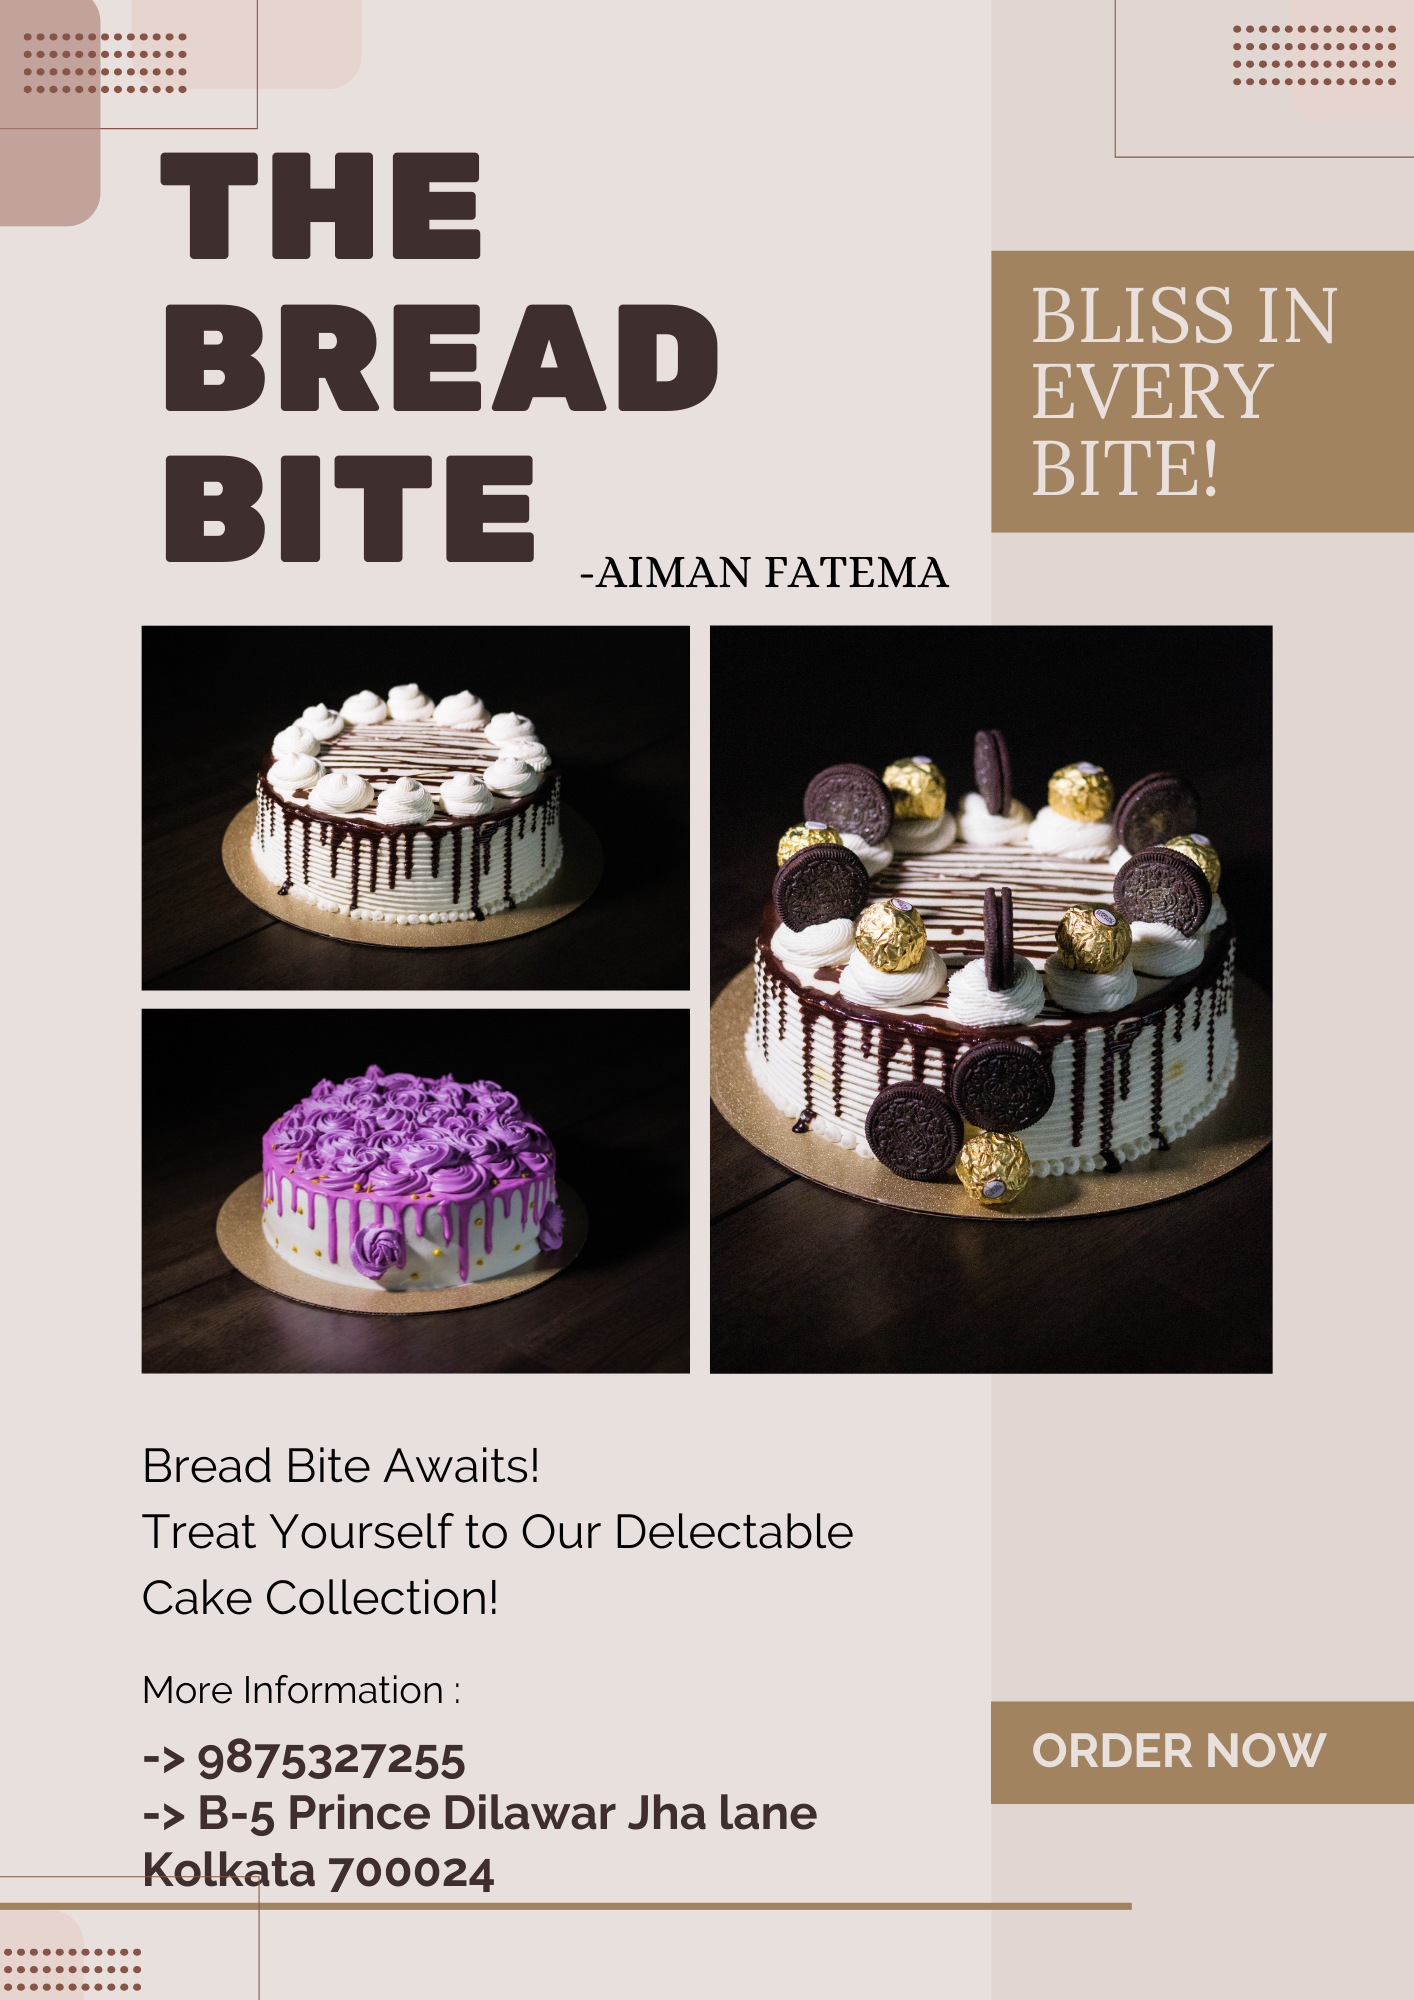 THE
BREAD
BITE
-AIMAN FATEMA
BLISS IN
EVERY
BITE!
Bread Bite Awaits!
Treat Yourself to Our Delectable
Cake Collection!
More Information :
-> 9875327255
-> B-5 Prince Dilawar Jha lane
Kolkata 700024
ORDER NOW